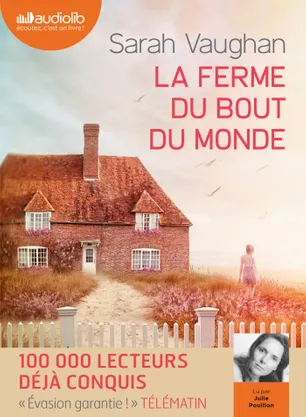 audiolib
écoutez, c'est un livre !
Sarah Vaughan
LA FERME
DU BOUT
DU MONDE
100 000 LECTEURS
DÉJÀ CONQUIS
« Évasion garantie ! » TÉLÉMATIN
Lu par
Julie
Pouillon